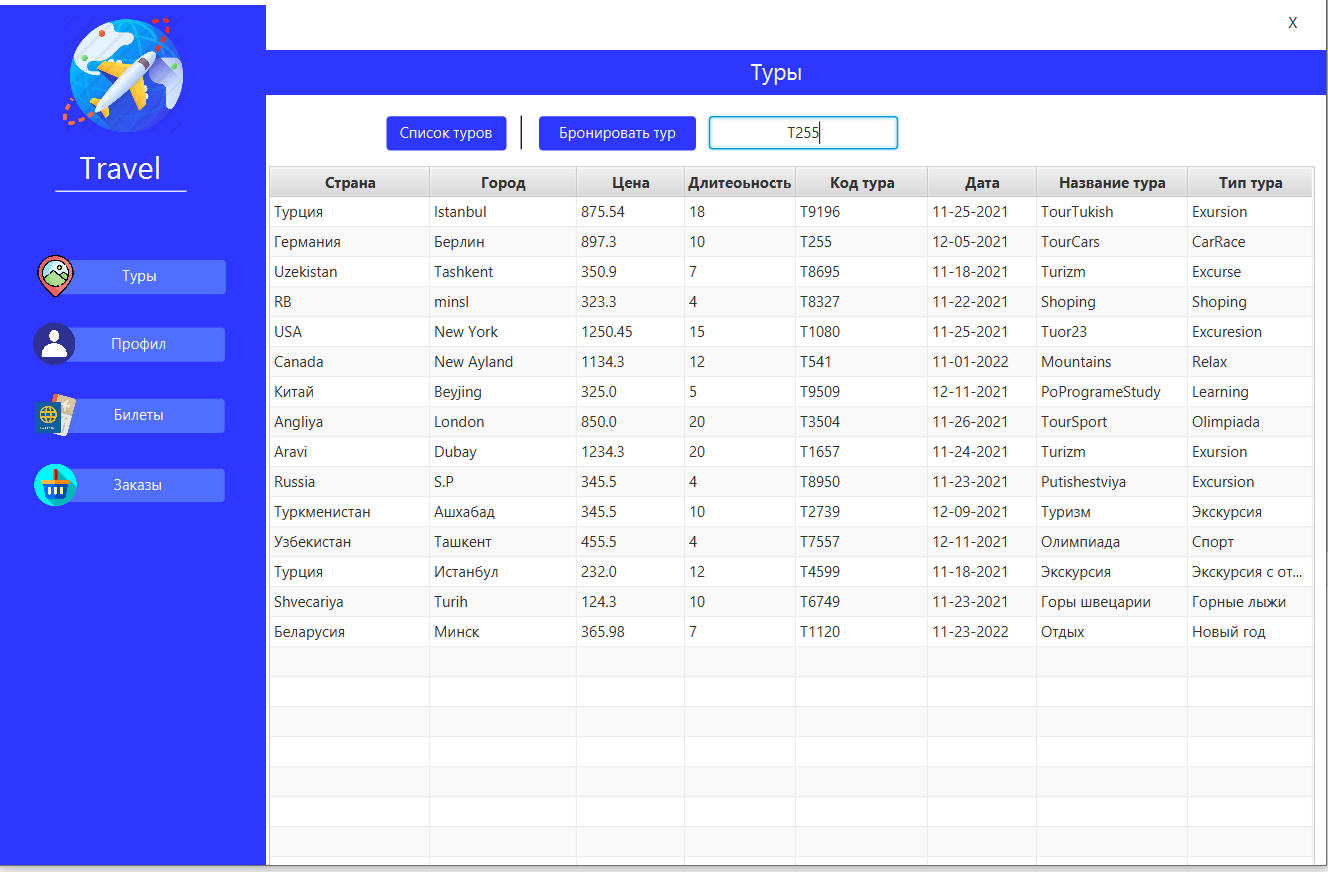 X
Туры
Travel
Список туров Бронировать тур T255
Страна Город Цена Длитеоьность Код тура Дата Название тура Тип тура
Турция Istanbul 875.54 18 T9196 11-25-2021 TourTukish Exursion
Германия Берлин 897.3 10 T255 12-05-2021 TourCars CarRace
Uzekistan Tashkent 350.9 7 T8695 11-18-2021 Turizm Excurse
RB minsl 323.3 4 T8327 11-22-2021 Shoping Shoping
USA New York 1250.45 15 T1080 11-25-2021 Tuor23 Excuresion
Canada New Ayland 1134.3 12 T541 11-01-2022 Mountains Relax
Китай Beyjing 325.0 5 T9509 12-11-2021 PoProgrameStudy Learning
Angliya London 850.0 20 T3504 11-26-2021 TourSport Olimpiada
Aravi Dubay 1234.3 20 T1657 11-24-2021 Turizm Exursion
Russia S.P 345.5 4 T8950 11-23-2021 Putishestviya Excursion
Туркменистан Ашхабад 345.5 10 T2739 12-09-2021 Туризм Экскурсия
Узбекистан Ташкент 455.5 4 T7557 12-11-2021 Олимпиада Спорт
Турция Истанбул 232.0 12 T4599 11-18-2021 Экскурсия Экскурсия с от...
Shvecariya Turih 124.3 10 T6749 11-23-2021 Горы швецарии Горные лыжи
Беларусия Минск 365.98 7 T1120 11-23-2022 Отдых Новый год
Туры
Профил
Билеты
Заказы